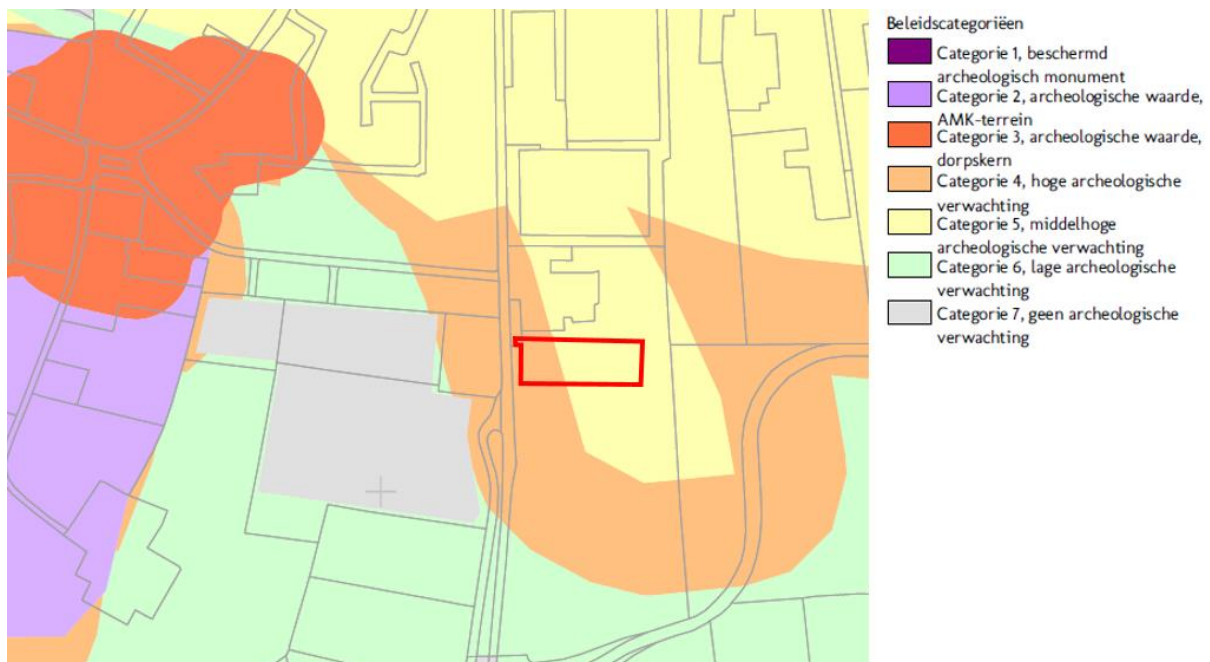 Beleidscategorieën
Categorie 1, beschermd
archeologisch monument
Categorie 2, archeologische waarde,
AMK-terrein
Categorie 3, archeologische waarde,
dorpskern
Categorie 4, hoge archeologische
verwachting
Categorie 5, middelhoge
archeologische verwachting
Categorie 6, lage archeologische
verwachting
Categorie 7, geen archeologische
verwachting